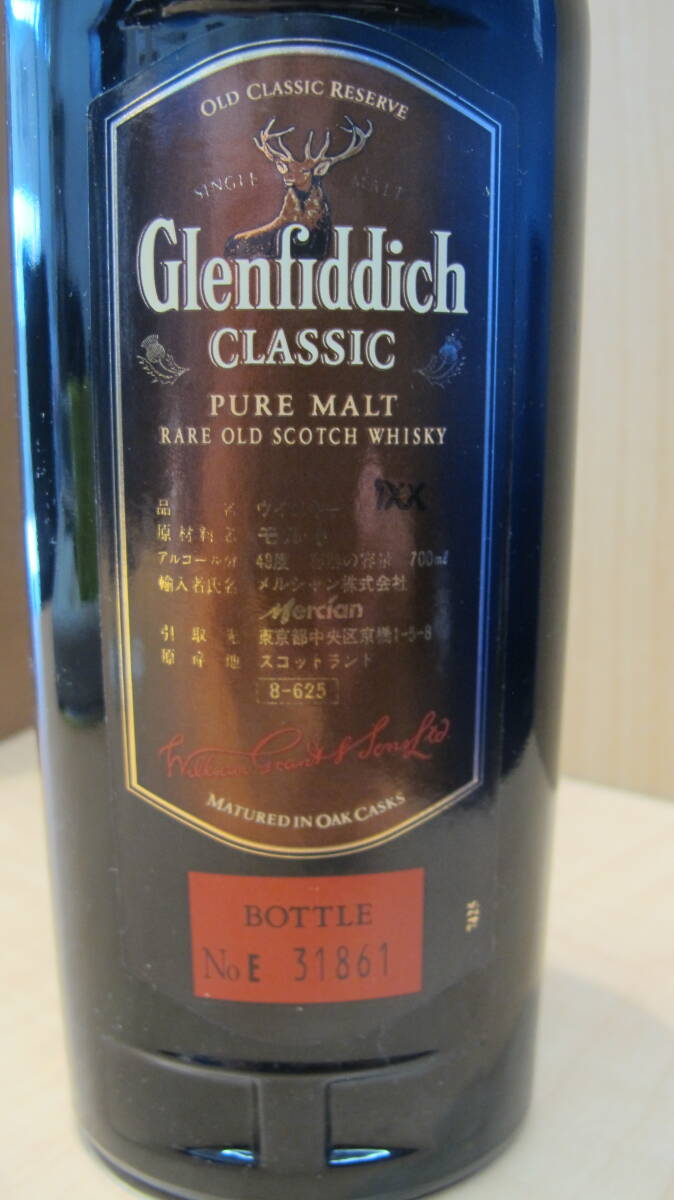 OLD CLASSIC RESERVE
SINGLE MALT
Glenfiddich
CLASSIC
PURE MALT
RARE OLD SCOTCH WHISKY
品名 ウイスキー
原材料名 モルト
アルコール分 43度 容器の容量 700ml
輸入者氏名 メルシャン株式会社
Mercian
引取先 東京都中央区京橋1-5-8
原産地 スコットランド
8-625
William Grant & Sons Ltd.
MATURED IN OAK CASKS
BOTTLE
No E 31861
7425